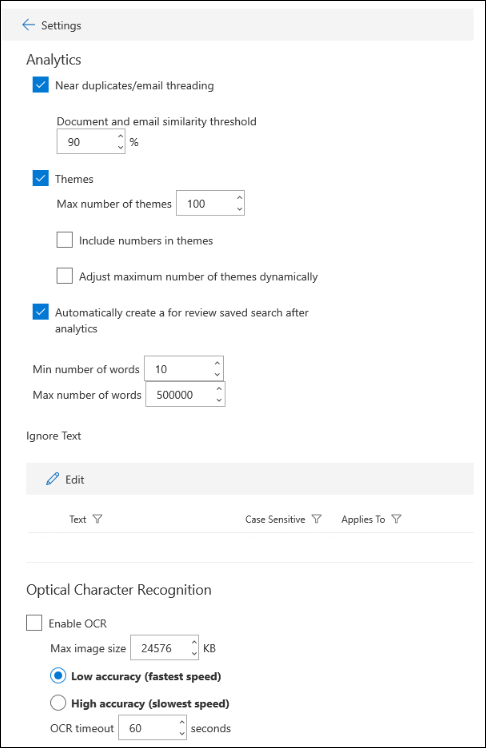 Settings
Analytics
Near duplicates/email threading
Document and email similarity threshold
90 %
Themes
Max number of themes 100
Include numbers in themes
Adjust maximum number of themes dynamically
Automatically create a for review saved search after
analytics
Min number of words 10
Max number of words 500000
Ignore Text
Edit
Text Case Sensitive Applies To
Optical Character Recognition
Enable OCR
Max image size 24576 KB
Low accuracy (fastest speed)
High accuracy (slowest speed)
OCR timeout 60 seconds